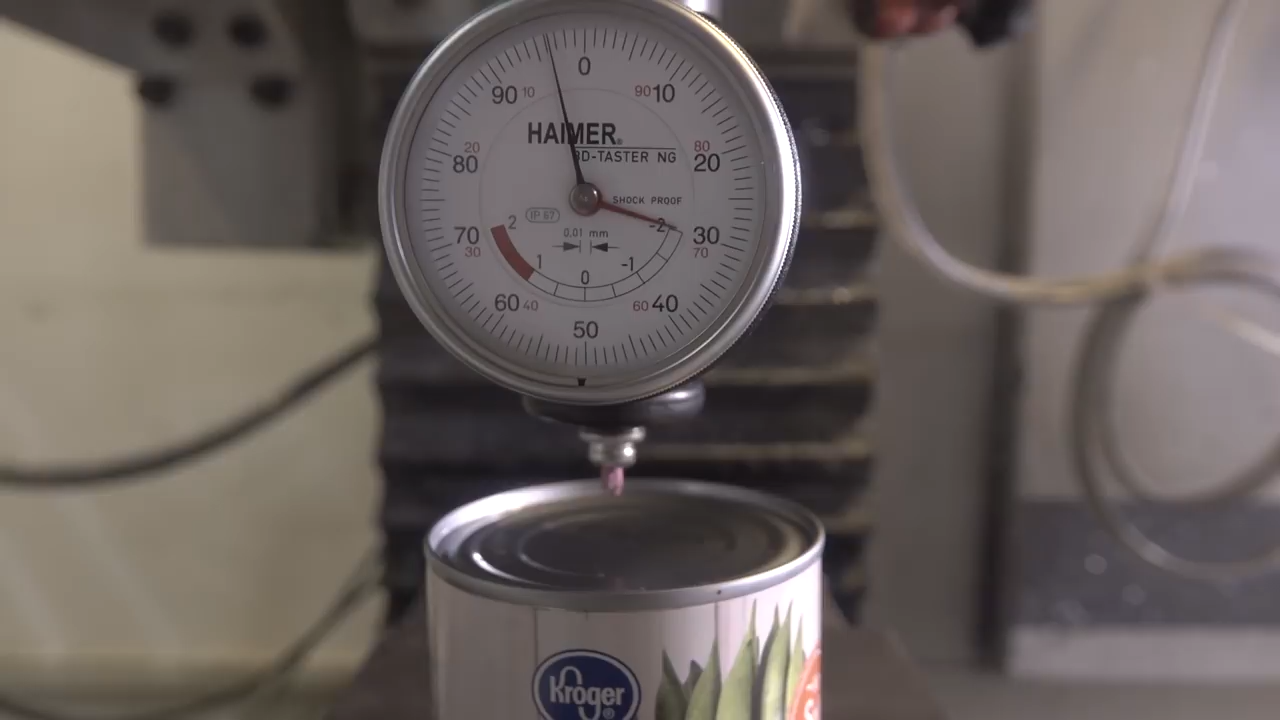 0
90 10 90 10
HAIMER®
3D-TASTER NG
20 80
80 20
SHOCK PROOF
IP 67
2 -2
0,01 mm
70 30
30 70
1 0 -1
60 40 60 40
50
Kroger
®